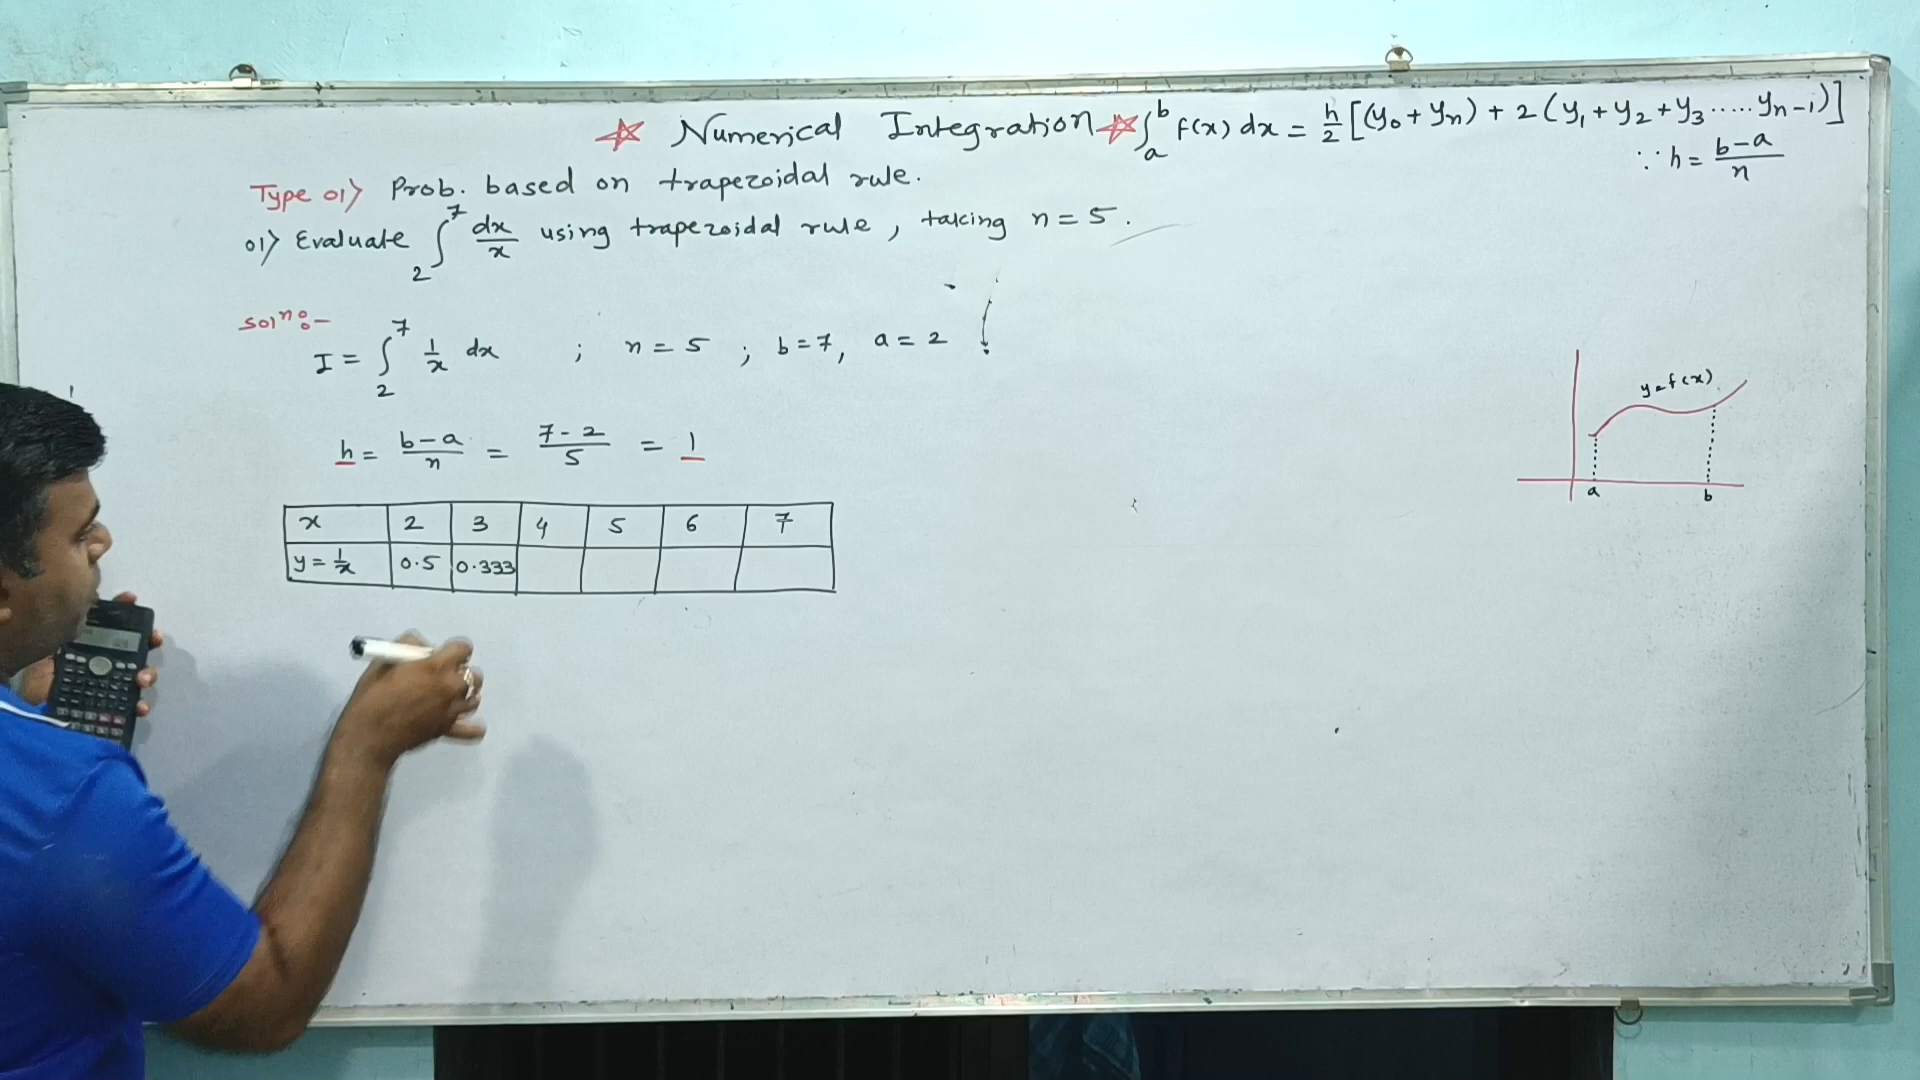 ☆ Numerical Integration ☆ ∫_a^b f(x) dx = h/2 [(y₀ + yₙ) + 2 (y₁ + y₂ + y₃ ..... yₙ₋₁)]
∵ h = (b-a)/n
Type 01> Prob. based on trapezoidal rule.
01> Evaluate ∫_2^7 dx/x using trapezoidal rule, taking n = 5.
Solⁿ:-
I = ∫_2^7 1/x dx ; n = 5 ; b = 7, a = 2
h = (b-a)/n = (7-2)/5 = 1
x 2 3 4 5 6 7
y = 1/x 0.5 0.333
y=f(x)
a b